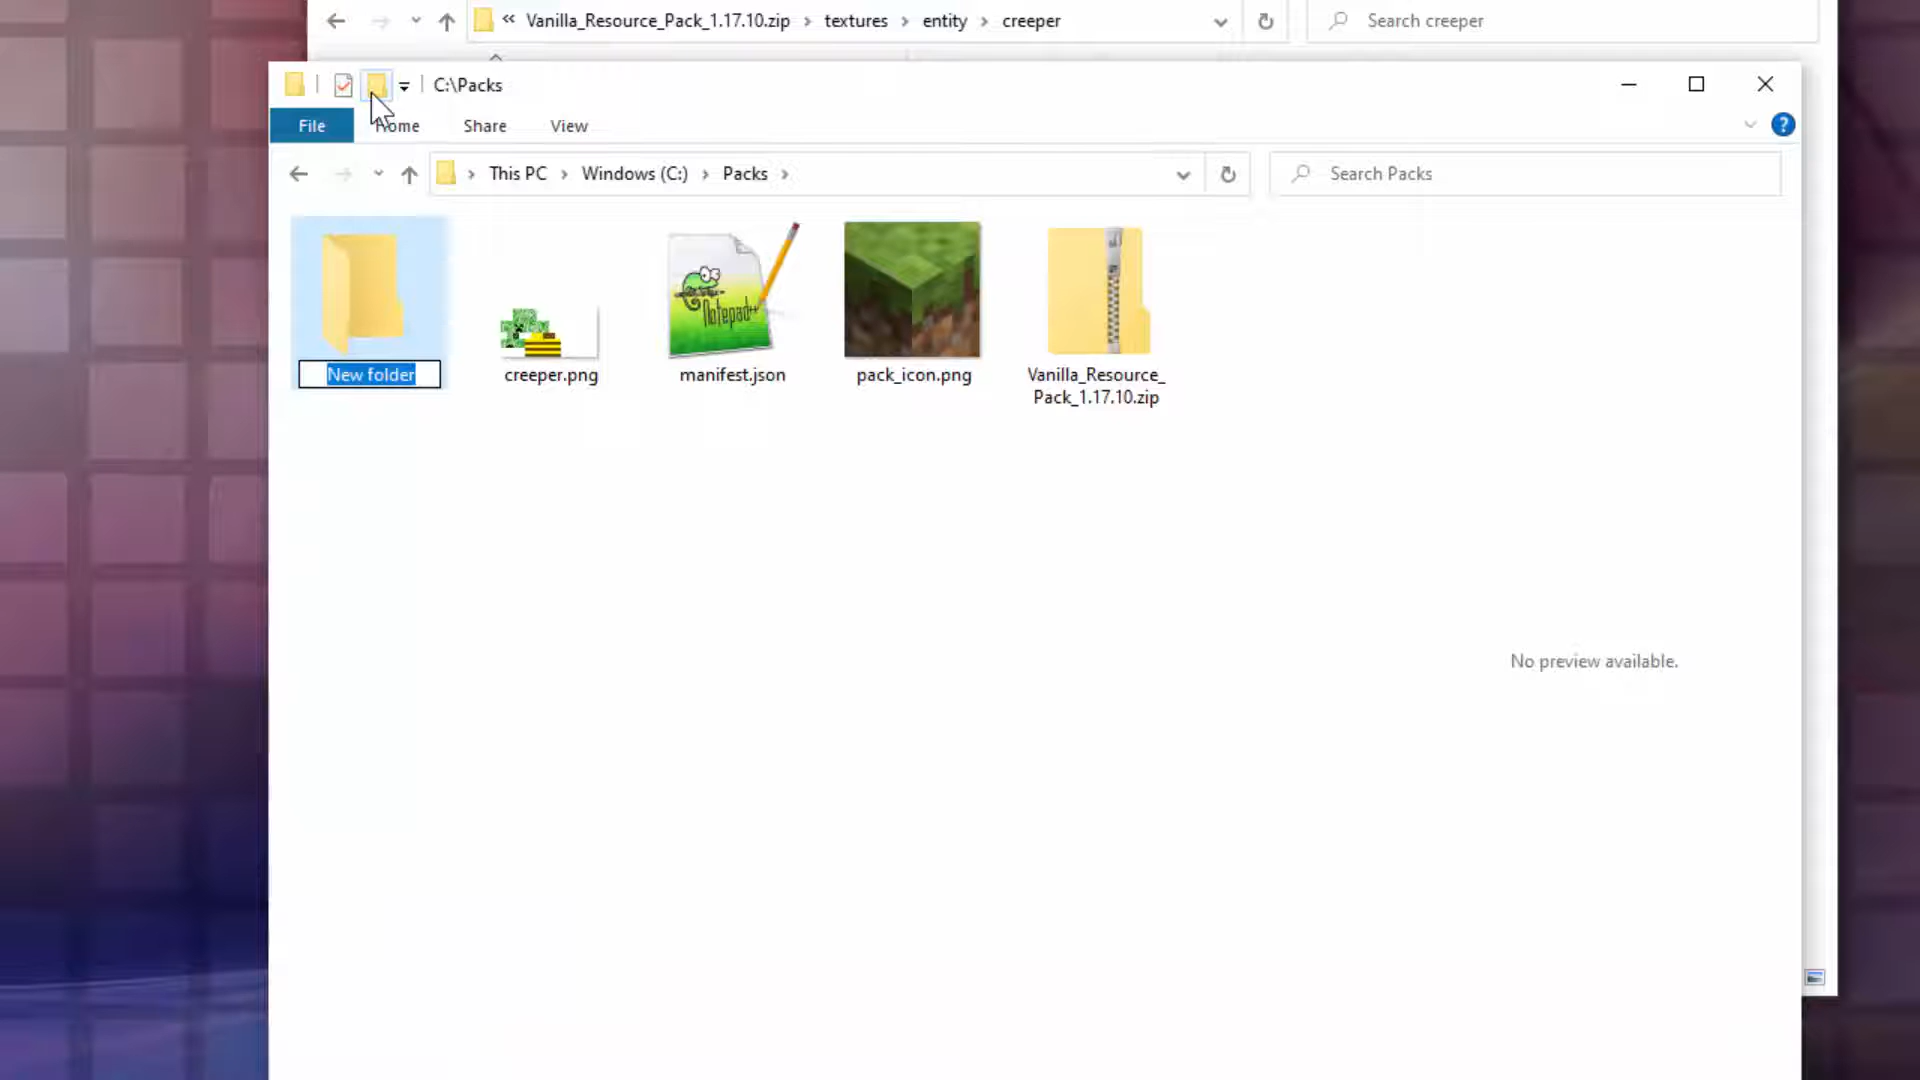 « Vanilla_Resource_Pack_1.17.10.zip > textures > entity > creeper
Search creeper
C:\Packs
File Home Share View
?
> This PC > Windows (C:) > Packs >
Search Packs
Notepad++
New folder
creeper.png
manifest.json
pack_icon.png
Vanilla_Resource_
Pack_1.17.10.zip
No preview available.